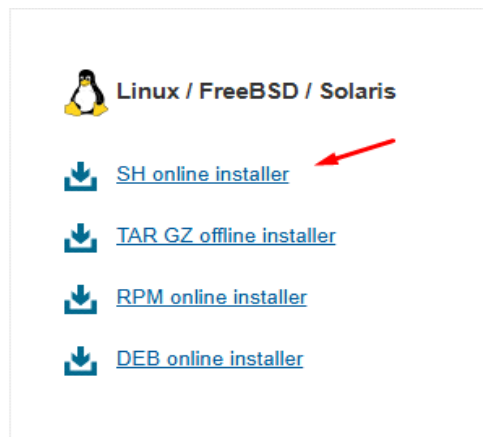 Linux / FreeBSD / Solaris
SH online installer
TAR GZ offline installer
RPM online installer
DEB online installer